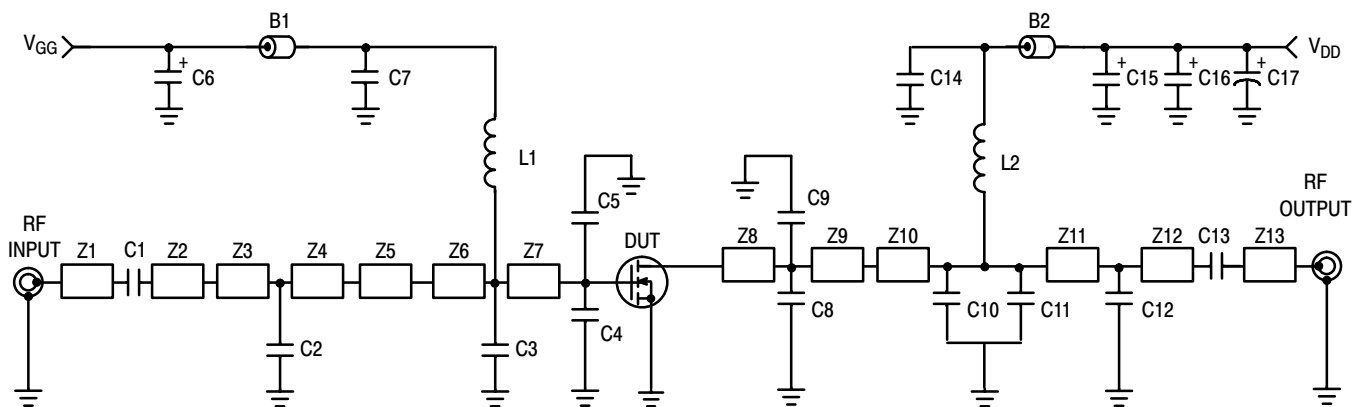 B1
B2
VGG
VDD
C6
+
C7
C14
+
C15
+
C16
+
C17
L1
L2
C5
C9
RF
INPUT
RF
OUTPUT
Z1
C1
Z2
Z3
Z4
Z5
Z6
Z7
DUT
Z8
Z9
Z10
Z11
Z12
C13
Z13
C2
C3
C4
C8
C10
C11
C12